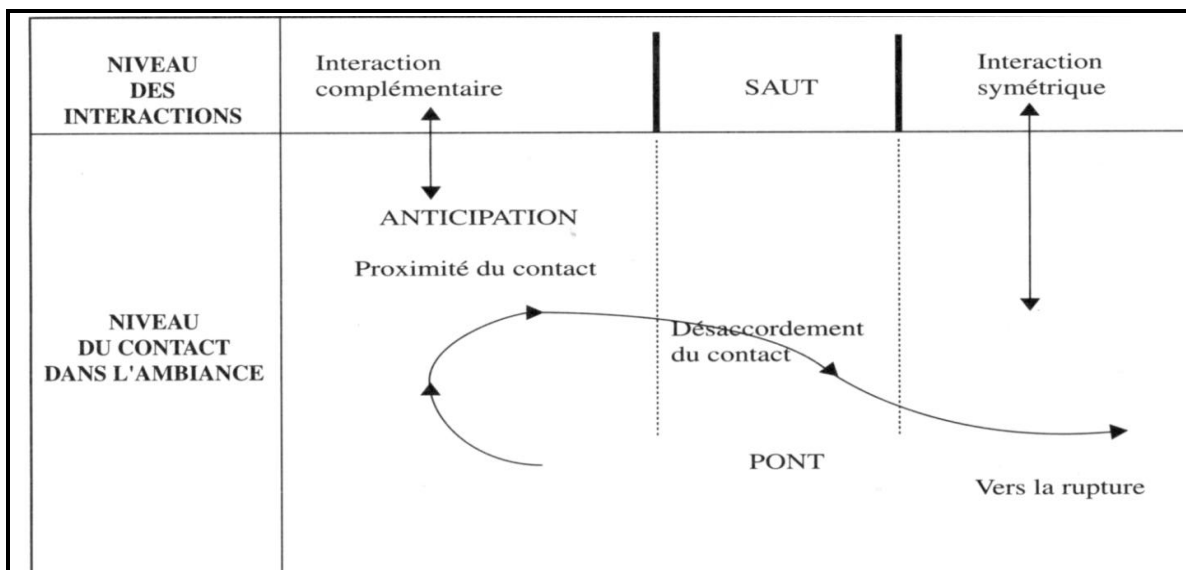 NIVEAU
DES
INTERACTIONS
Interaction
complémentaire
SAUT
Interaction
symétrique
NIVEAU
DU CONTACT
DANS L'AMBIANCE
ANTICIPATION
Proximité du contact
Désaccordement
du contact
PONT
Vers la rupture